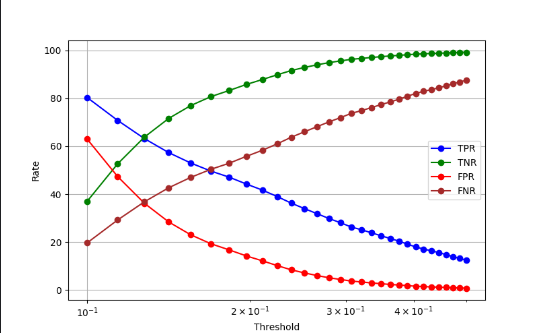 100
80
60
40
20
0
Rate
TPR
TNR
FPR
FNR
10⁻¹
2 × 10⁻¹
3 × 10⁻¹
4 × 10⁻¹
Threshold